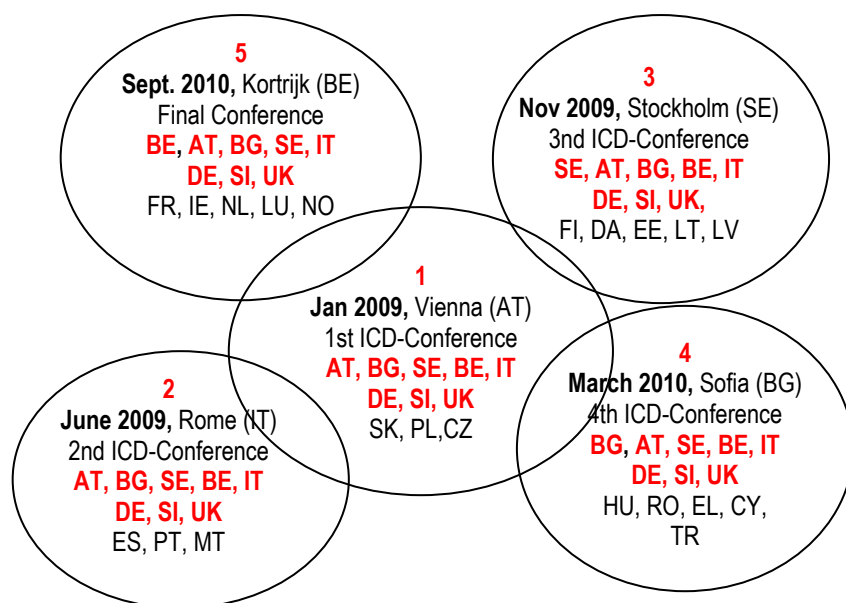 5
Sept. 2010, Kortrijk (BE)
Final Conference
BE, AT, BG, SE, IT
DE, SI, UK
FR, IE, NL, LU, NO
3
Nov 2009, Stockholm (SE)
3nd ICD-Conference
SE, AT, BG, BE, IT
DE, SI, UK,
FI, DA, EE, LT, LV
1
Jan 2009, Vienna (AT)
1st ICD-Conference
AT, BG, SE, BE, IT
DE, SI, UK
SK, PL,CZ
2
June 2009, Rome (IT)
2nd ICD-Conference
AT, BG, SE, BE, IT
DE, SI, UK
ES, PT, MT
4
March 2010, Sofia (BG)
4th ICD-Conference
BG, AT, SE, BE, IT
DE, SI, UK
HU, RO, EL, CY,
TR